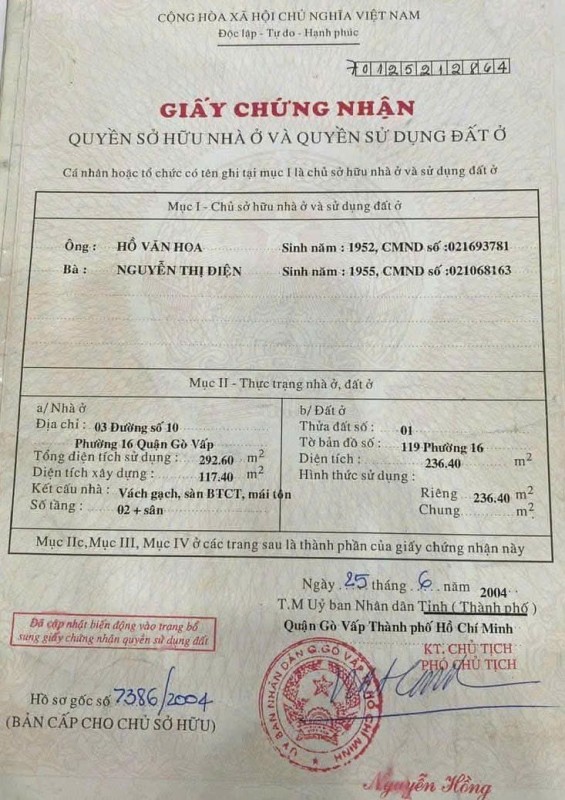 CỘNG HÒA XÃ HỘI CHỦ NGHĨA VIỆT NAM
Độc lập - Tự do - Hạnh phúc
7012521 2864
GIẤY CHỨNG NHẬN
QUYỀN SỞ HỮU NHÀ Ở VÀ QUYỀN SỬ DỤNG ĐẤT Ở
Cá nhân hoặc tổ chức có tên ghi tại mục I là chủ sở hữu nhà ở và sử dụng đất ở
Mục I - Chủ sở hữu nhà ở và sử dụng đất ở
Ông : HỒ VĂN HOA Sinh năm : 1952, CMND số :021693781
Bà : NGUYỄN THỊ ĐIỆN Sinh năm : 1955, CMND số :021068163
Mục II - Thực trạng nhà ở, đất ở
a/ Nhà ở
Địa chỉ : 03 Đường số 10
Phường 16 Quận Gò Vấp
Tổng diện tích sử dụng : 292.60 m2
Diện tích xây dựng : 117.40 m2
Kết cấu nhà : Vách gạch, sàn BTCT, mái tôn
Số tầng : 02 + sân
b/ Đất ở
Thửa đất số : 01
Tờ bản đồ số : 119 Phường 16
Diện tích : 236.40 m2
Hình thức sử dụng :
Riêng 236.40 m2
Chung m2
Mục IIc,Mục III, Mục IV ở các trang sau là thành phần của giấy chứng nhận này
Ngày 25 tháng 6 năm 2004
T.M Uỷ ban Nhân dân Tỉnh ( Thành phố )
Quận Gò Vấp Thành phố Hồ Chí Minh
KT. CHỦ TỊCH
PHÓ CHỦ TỊCH
Đã cập nhật biến động vào trang bổ
sung giấy chứng nhận quyền sử dụng đất
Hồ sơ gốc số 7386/2004
(BẢN CẤP CHO CHỦ SỞ HỮU)
ỦY BAN NHÂN DÂN Q.GÒ VẤP T.P HỒ CHÍ MINH
Nguyễn Hồng